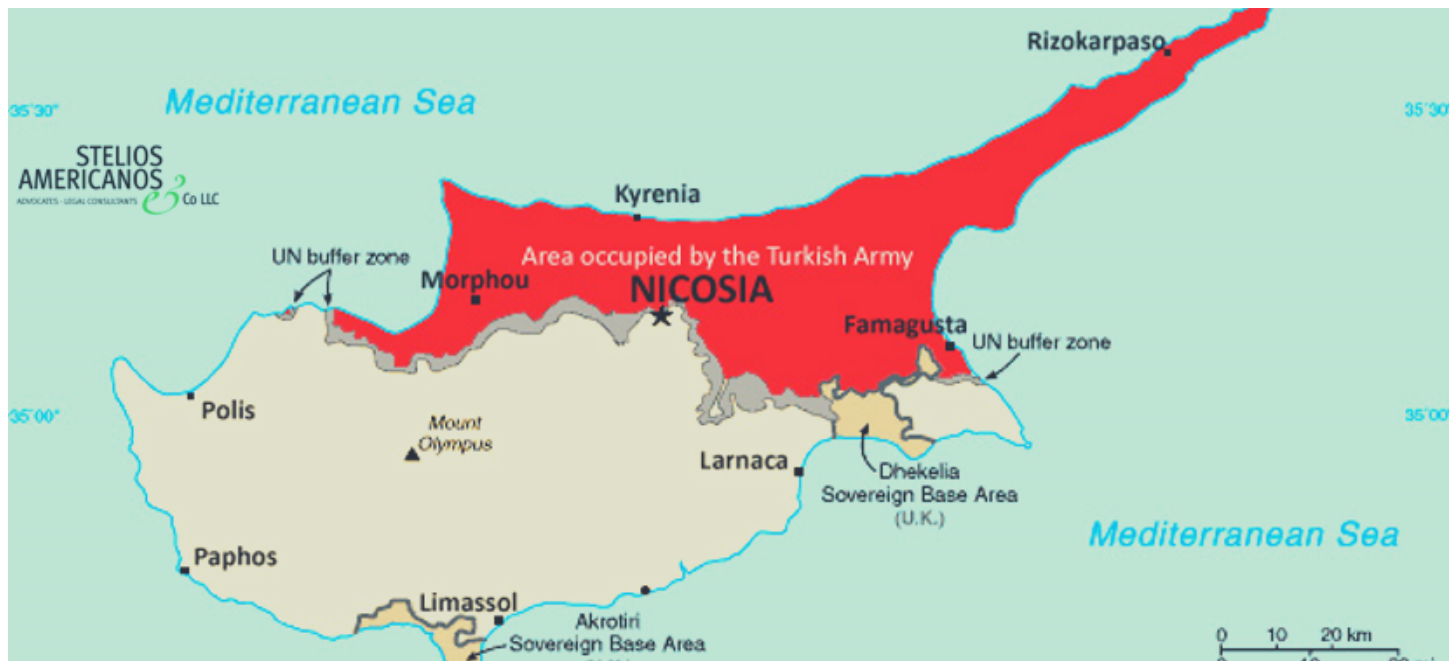 Rizokarpaso
Mediterranean Sea
35°30"
35°30"
STELIOS
AMERICANOS
& Co LLC
ADVOCATES - LEGAL CONSULTANTS
Kyrenia
UN buffer zone
Area occupied by the Turkish Army
Morphou
NICOSIA
Famagusta
UN buffer zone
Polis
35°00"
35°00"
Mount
Olympus
Larnaca
Dhekelia
Sovereign Base Area
(U.K.)
Mediterranean Sea
Paphos
Limassol
Akrotiri
Sovereign Base Area
0 10 20 km
0 10